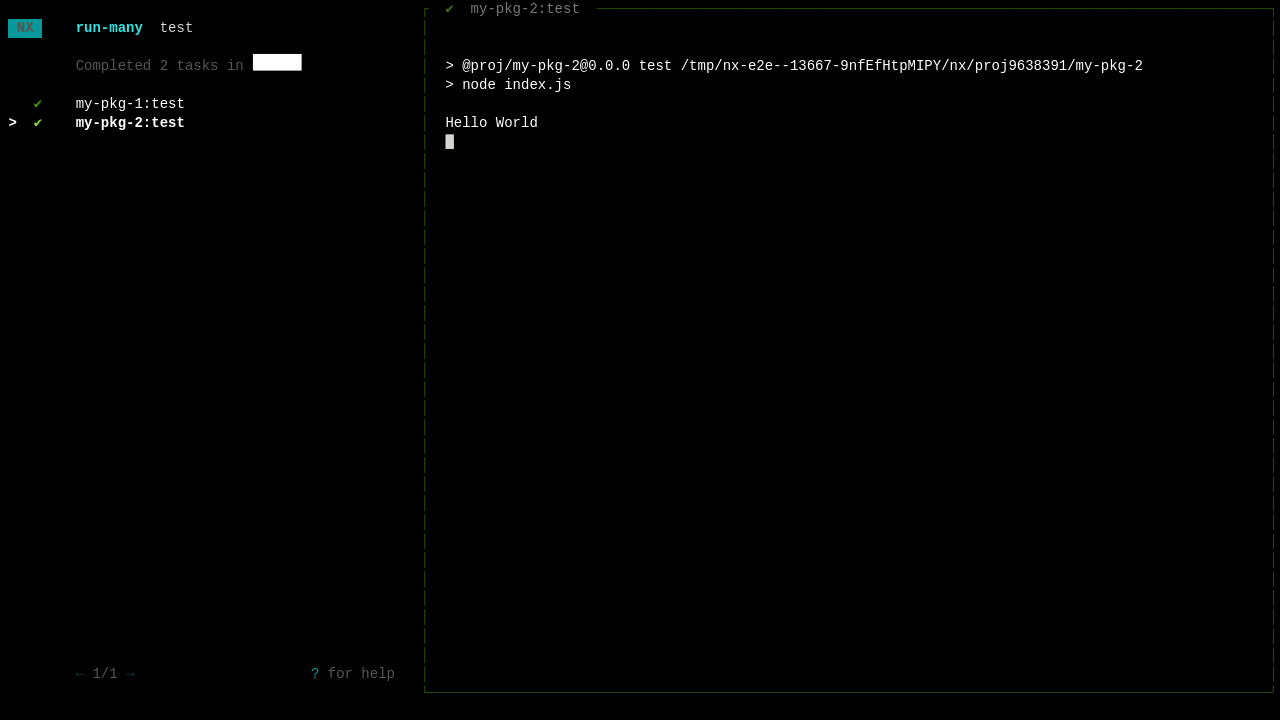 NX run-many test
Completed 2 tasks in
✔ my-pkg-1:test
> ✔ my-pkg-2:test
← 1/1 → ? for help
✔ my-pkg-2:test
> @proj/my-pkg-2@0.0.0 test /tmp/nx-e2e--13667-9nfEfHtpMIPY/nx/proj9638391/my-pkg-2
> node index.js
Hello World